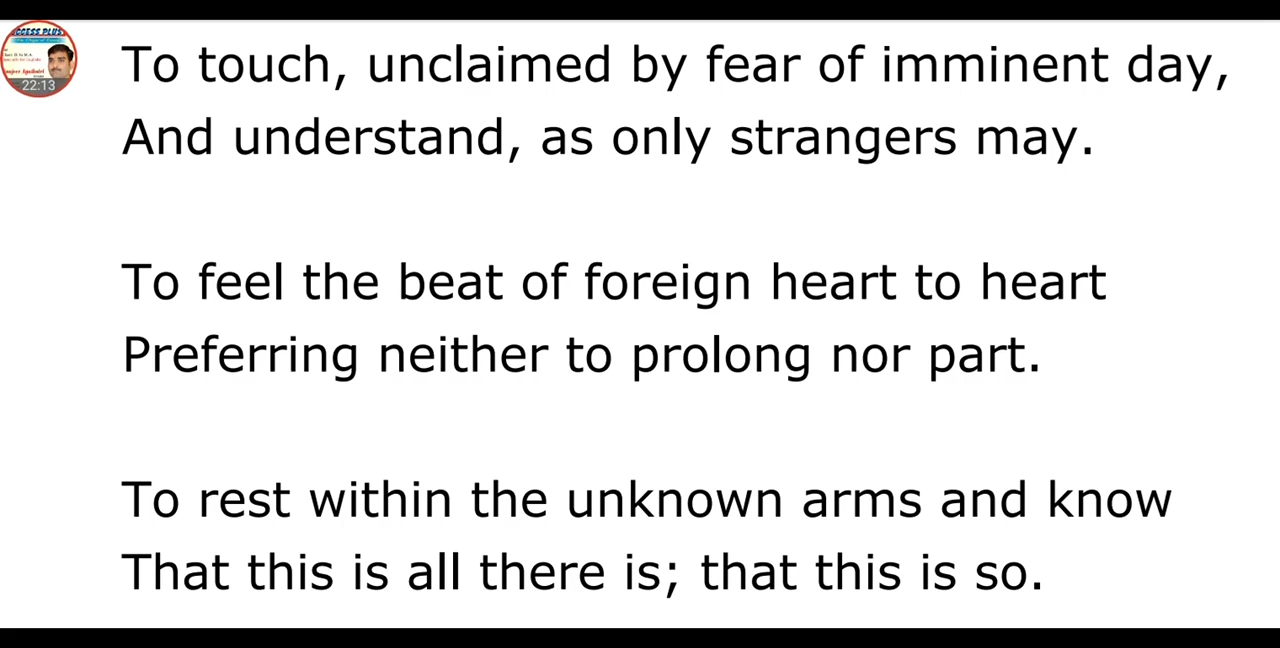 CCESS PLUS
22:13
To touch, unclaimed by fear of imminent day,
And understand, as only strangers may.
To feel the beat of foreign heart to heart
Preferring neither to prolong nor part.
To rest within the unknown arms and know
That this is all there is; that this is so.